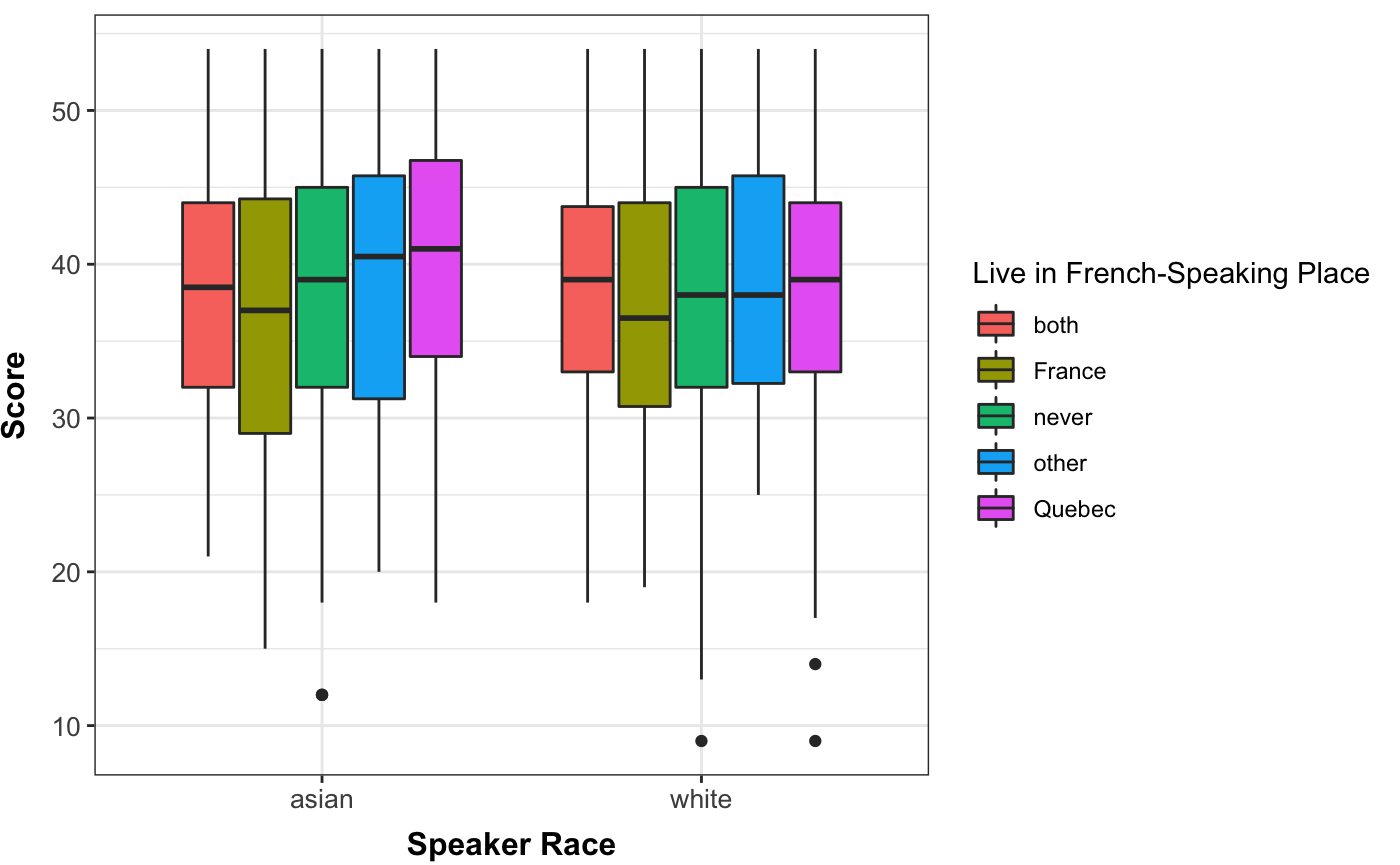 Score
50
40
30
20
10
asian white
Speaker Race
Live in French-Speaking Place
both
France
never
other
Quebec